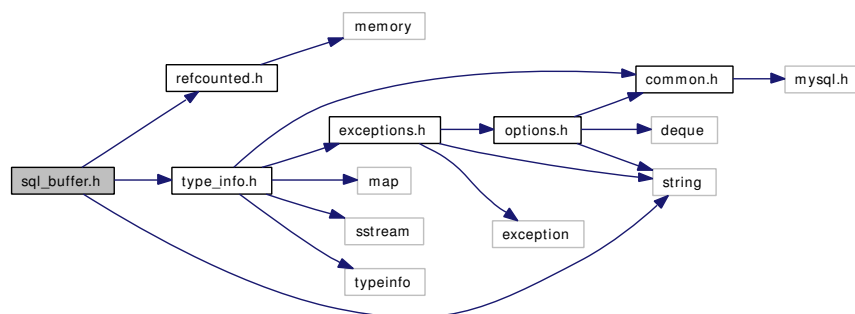 memory
refcounted.h
common.h
mysql.h
exceptions.h
options.h
deque
sql_buffer.h
type_info.h
map
string
sstream
exception
typeinfo